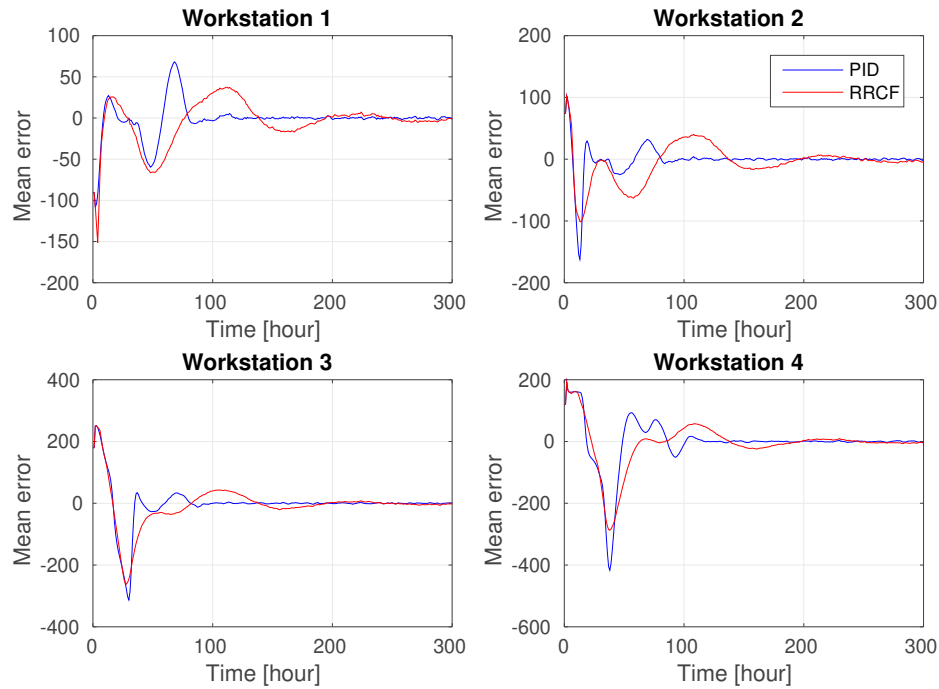 Workstation 1
100
50
0
-50
-100
-150
-200
Mean error
0
100
200
300
Time [hour]
Workstation 2
200
100
0
-100
-200
Mean error
PID
RRCF
0
100
200
300
Time [hour]
Workstation 3
400
200
0
-200
-400
Mean error
0
100
200
300
Time [hour]
Workstation 4
200
0
-200
-400
-600
Mean error
0
100
200
300
Time [hour]